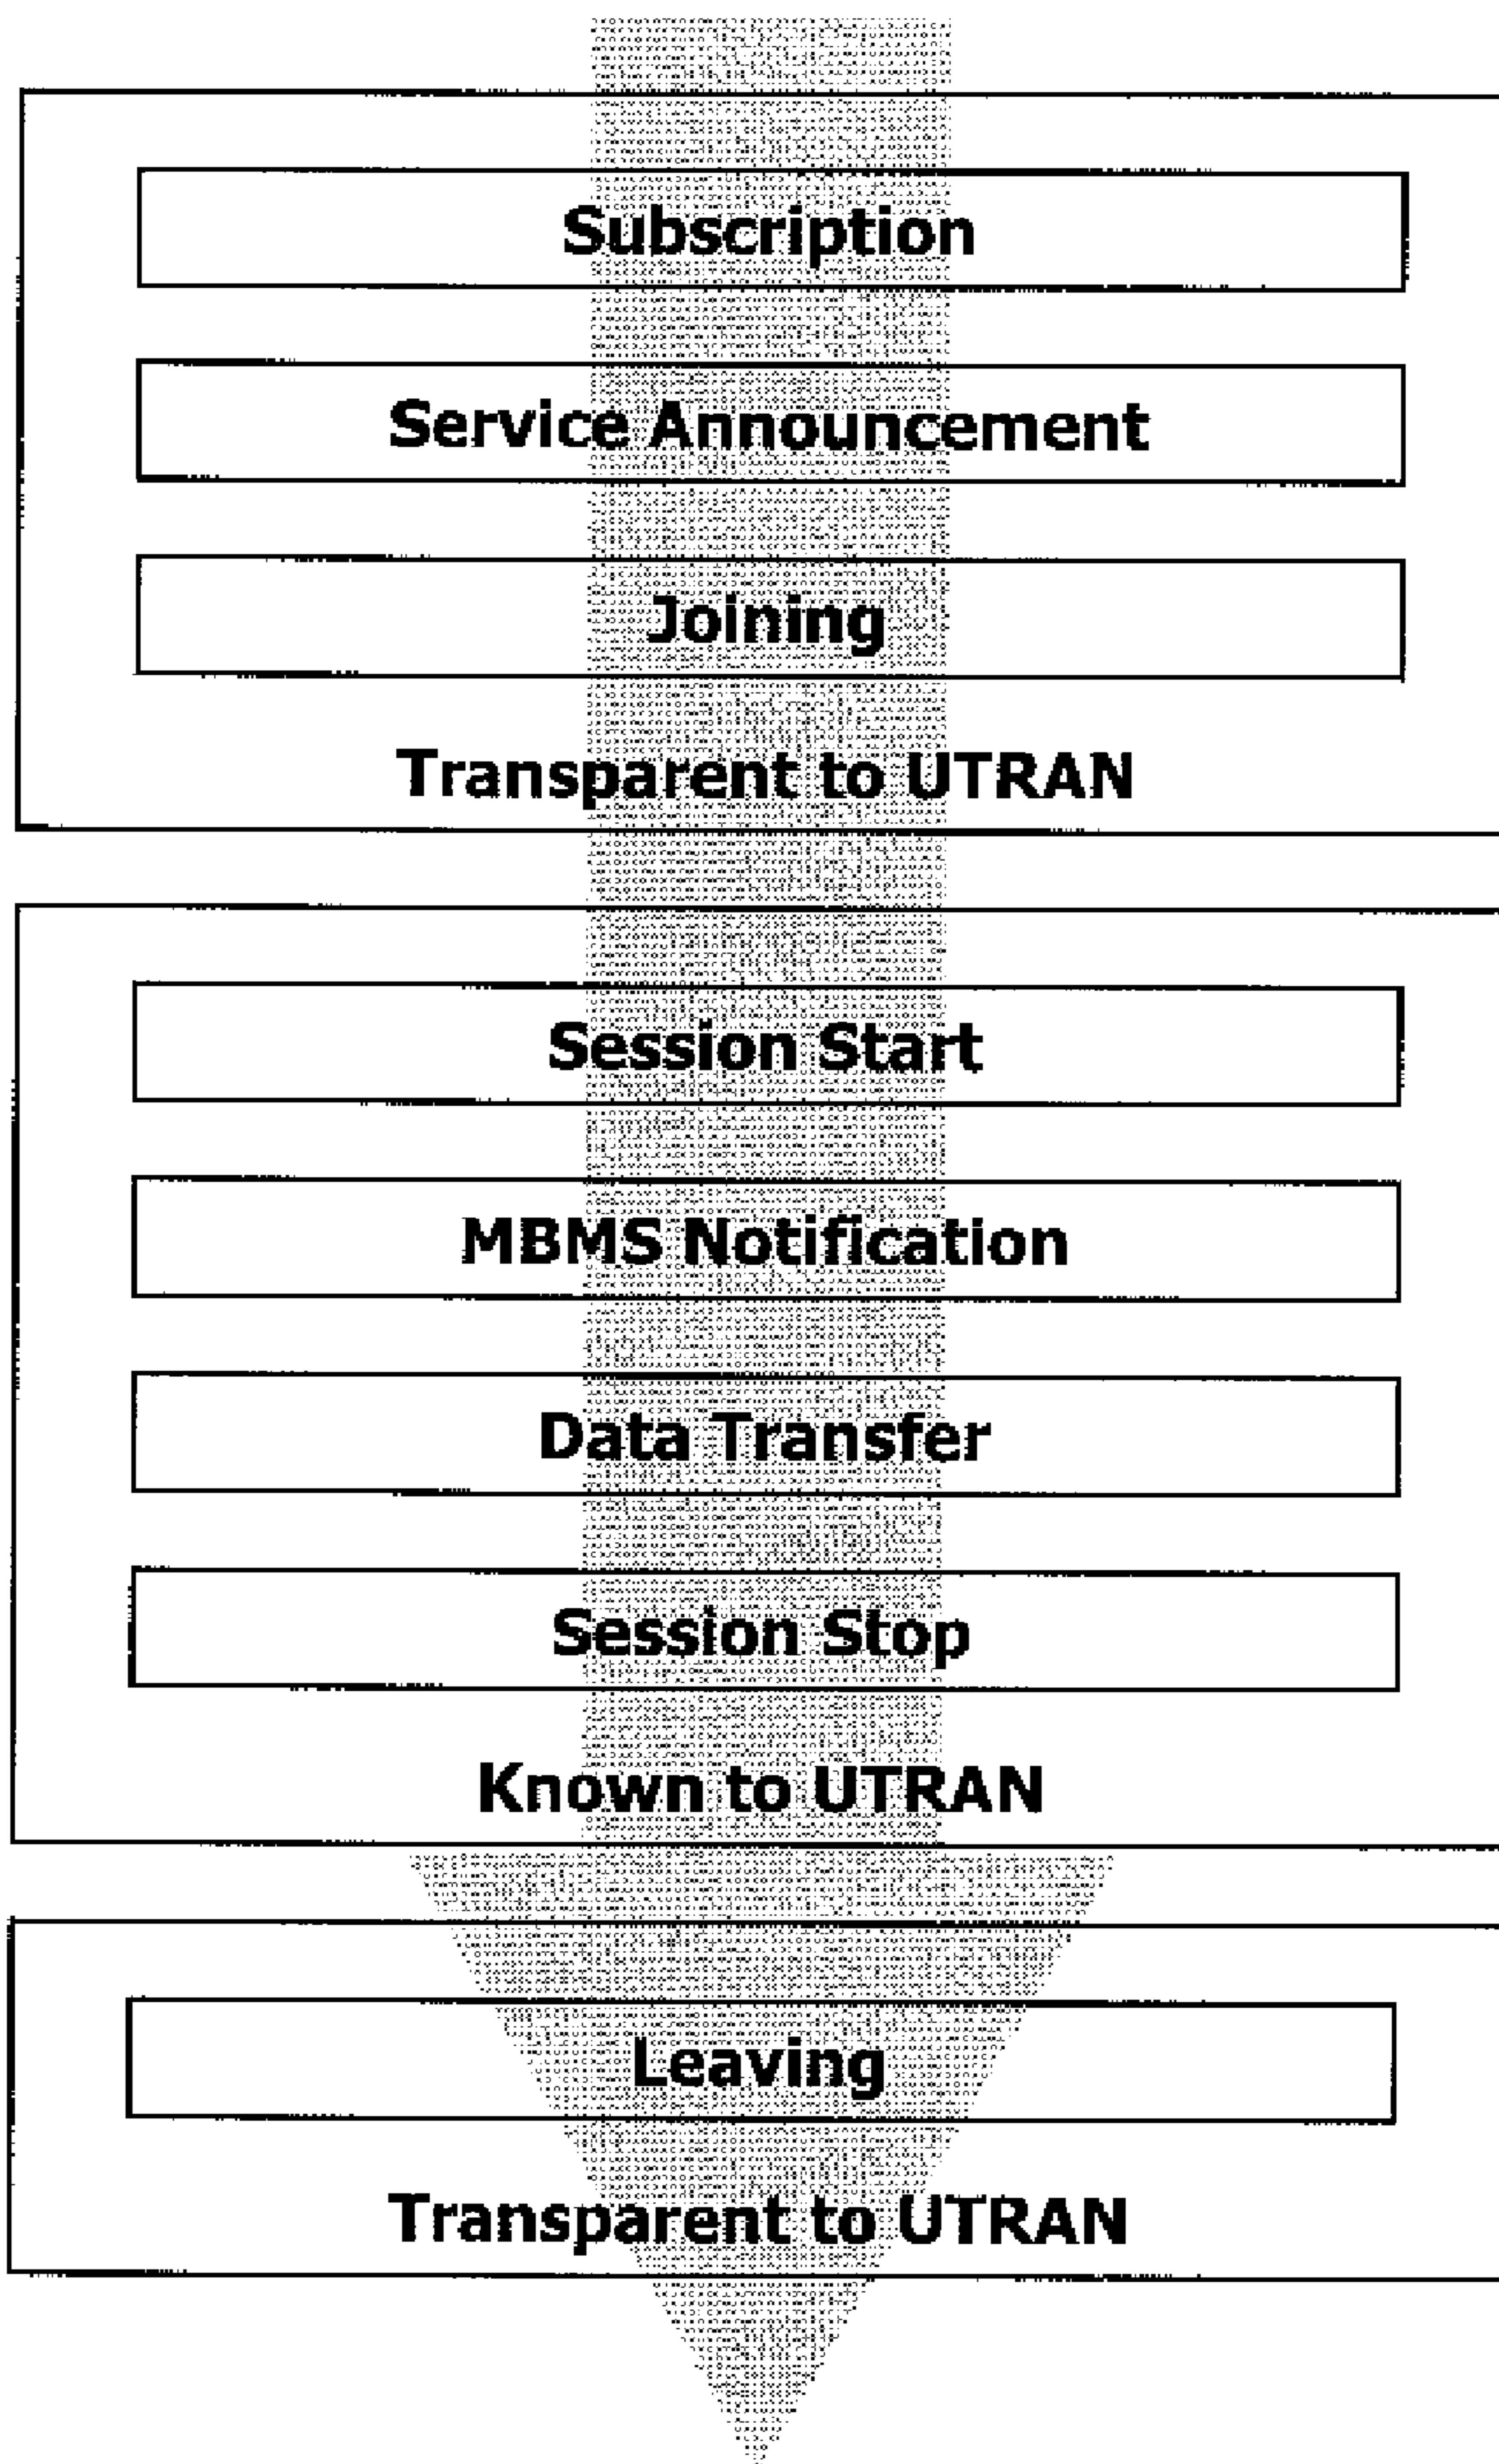 Subscription
Service Announcement
Joining
Transparent to UTRAN
Session Start
MBMS Notification
Data Transfer
Session Stop
Known to UTRAN
Leaving
Transparent to UTRAN